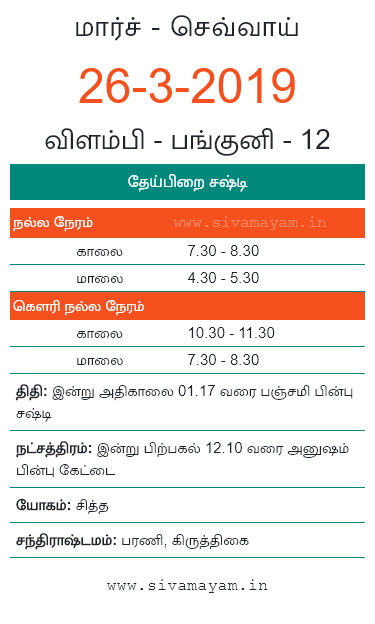 மார்ச் - செவ்வாய்
26-3-2019
விளம்பி - பங்குனி - 12
தேய்பிறை சஷ்டி
நல்ல நேரம் www.sivamayam.in
காலை 7.30 - 8.30
மாலை 4.30 - 5.30
கௌரி நல்ல நேரம்
காலை 10.30 - 11.30
மாலை 7.30 - 8.30
திதி: இன்று அதிகாலை 01.17 வரை பஞ்சமி பின்பு
சஷ்டி
நட்சத்திரம்: இன்று பிற்பகல் 12.10 வரை அனுஷம்
பின்பு கேட்டை
யோகம்: சித்த
சந்திராஷ்டமம்: பரணி, கிருத்திகை
www.sivamayam.in